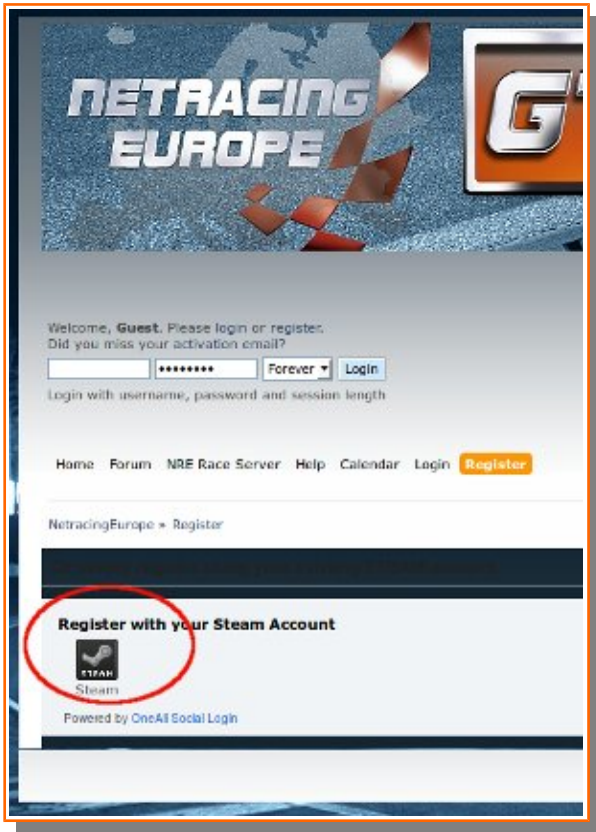 NETRACING
EUROPE
GT
Welcome, Guest. Please login or register.
Did you miss your activation email?
•••••••• Forever Login
Login with username, password and session length
Home Forum NRE Race Server Help Calendar Login Register
NetracingEurope » Register
Register with your Steam Account
STEAM
Steam
Powered by OneAll Social Login